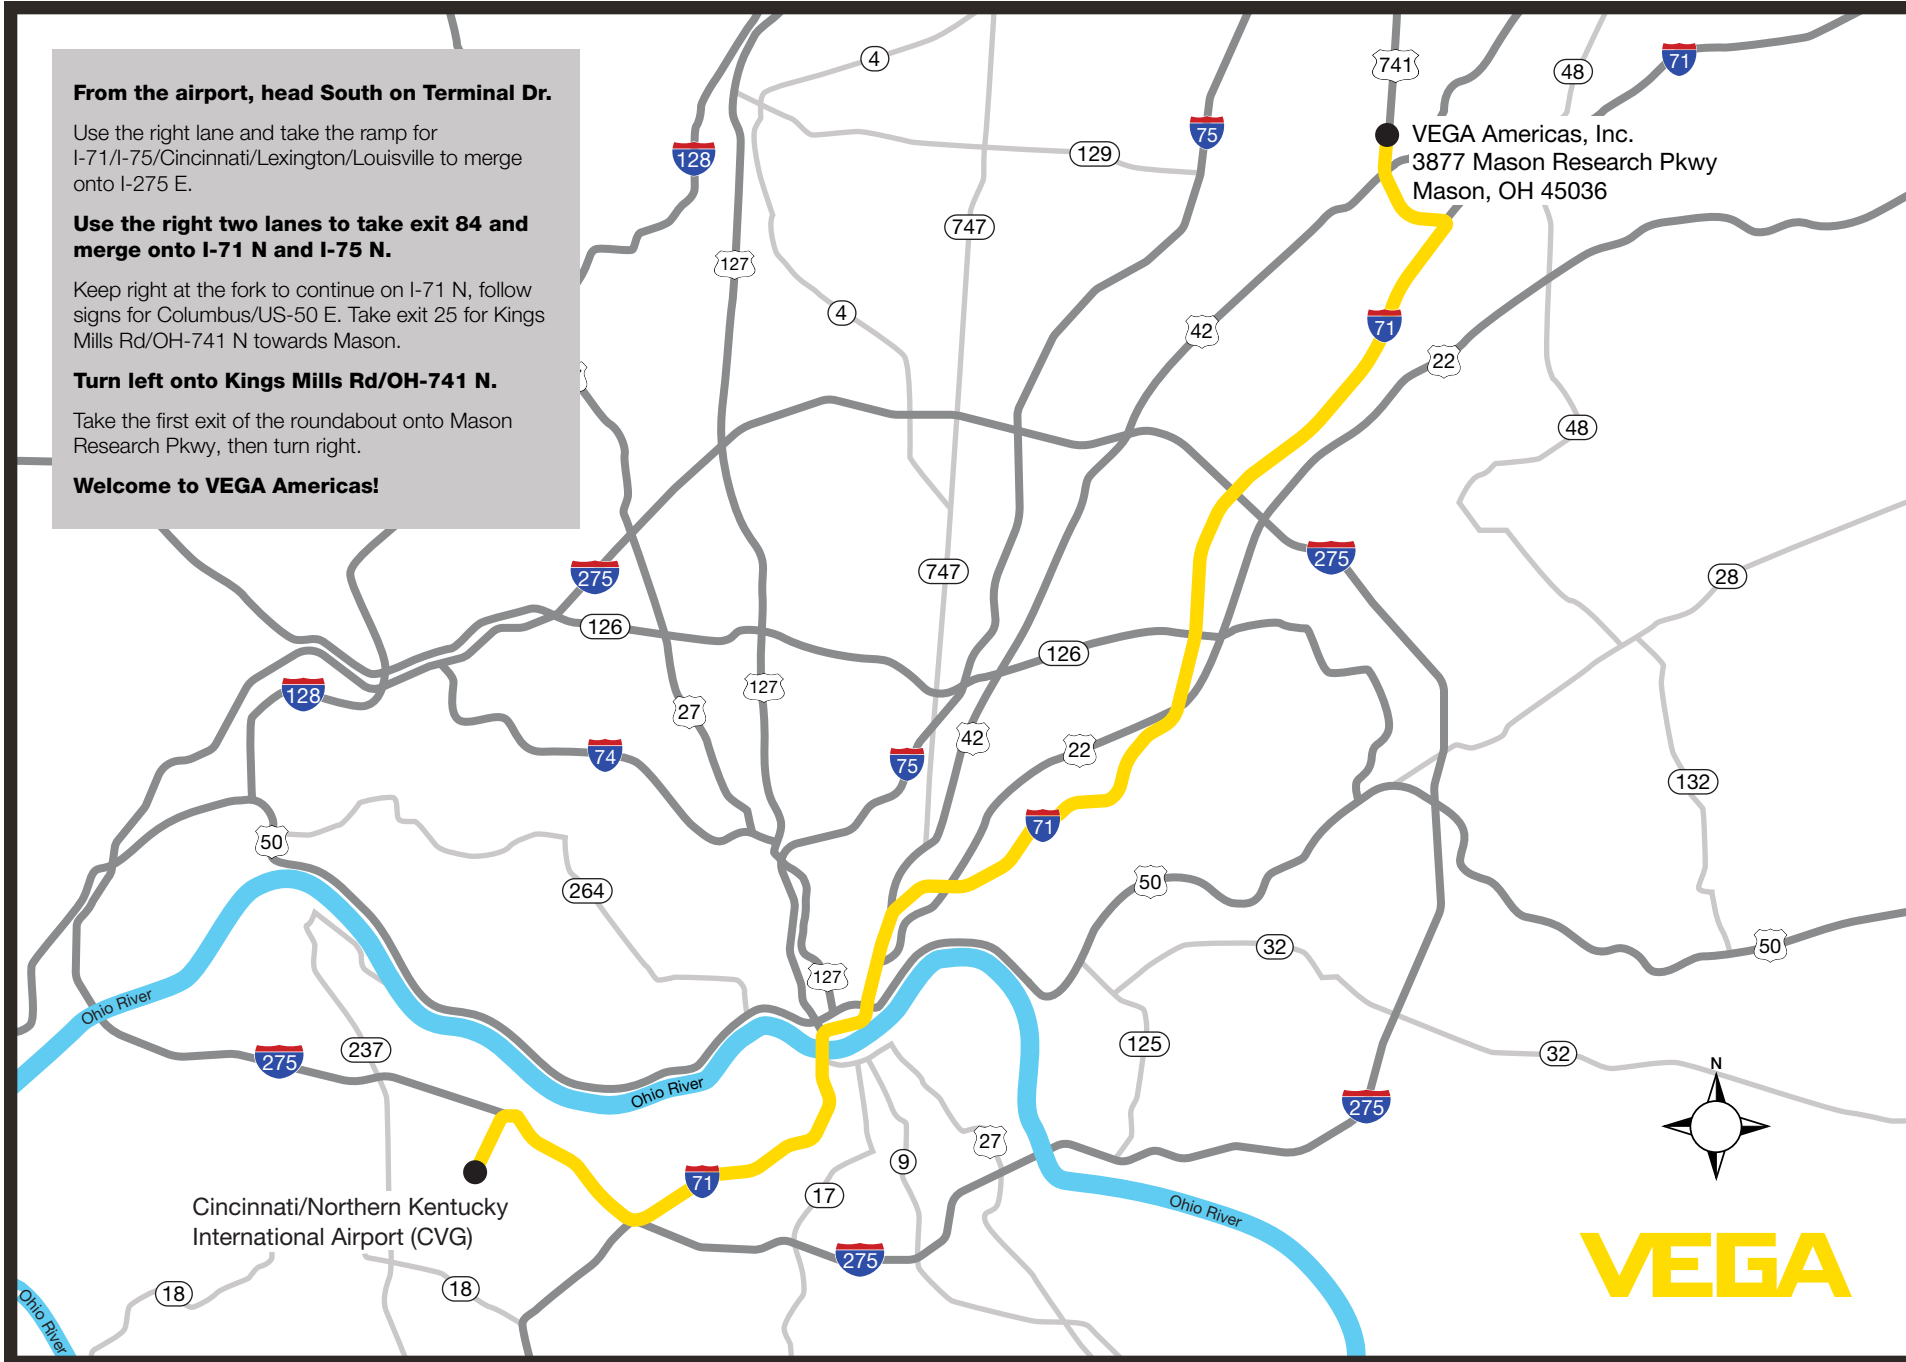 From the airport, head South on Terminal Dr.
Use the right lane and take the ramp for
I-71/I-75/Cincinnati/Lexington/Louisville to merge
onto I-275 E.
Use the right two lanes to take exit 84 and
merge onto I-71 N and I-75 N.
Keep right at the fork to continue on I-71 N, follow
signs for Columbus/US-50 E. Take exit 25 for Kings
Mills Rd/OH-741 N towards Mason.
Turn left onto Kings Mills Rd/OH-741 N.
Take the first exit of the roundabout onto Mason
Research Pkwy, then turn right.
Welcome to VEGA Americas!
4
741
48
71
128
75
129
VEGA Americas, Inc.
3877 Mason Research Pkwy
Mason, OH 45036
747
127
4
42
71
22
48
275
747
275
28
126
126
128
27
127
42
22
74
75
132
71
50
264
50
32
50
127
Ohio River
275
237
125
32
N
Ohio River
275
27
9
71
17
Cincinnati/Northern Kentucky
International Airport (CVG)
Ohio River
275
18
18
Ohio River
VEGA